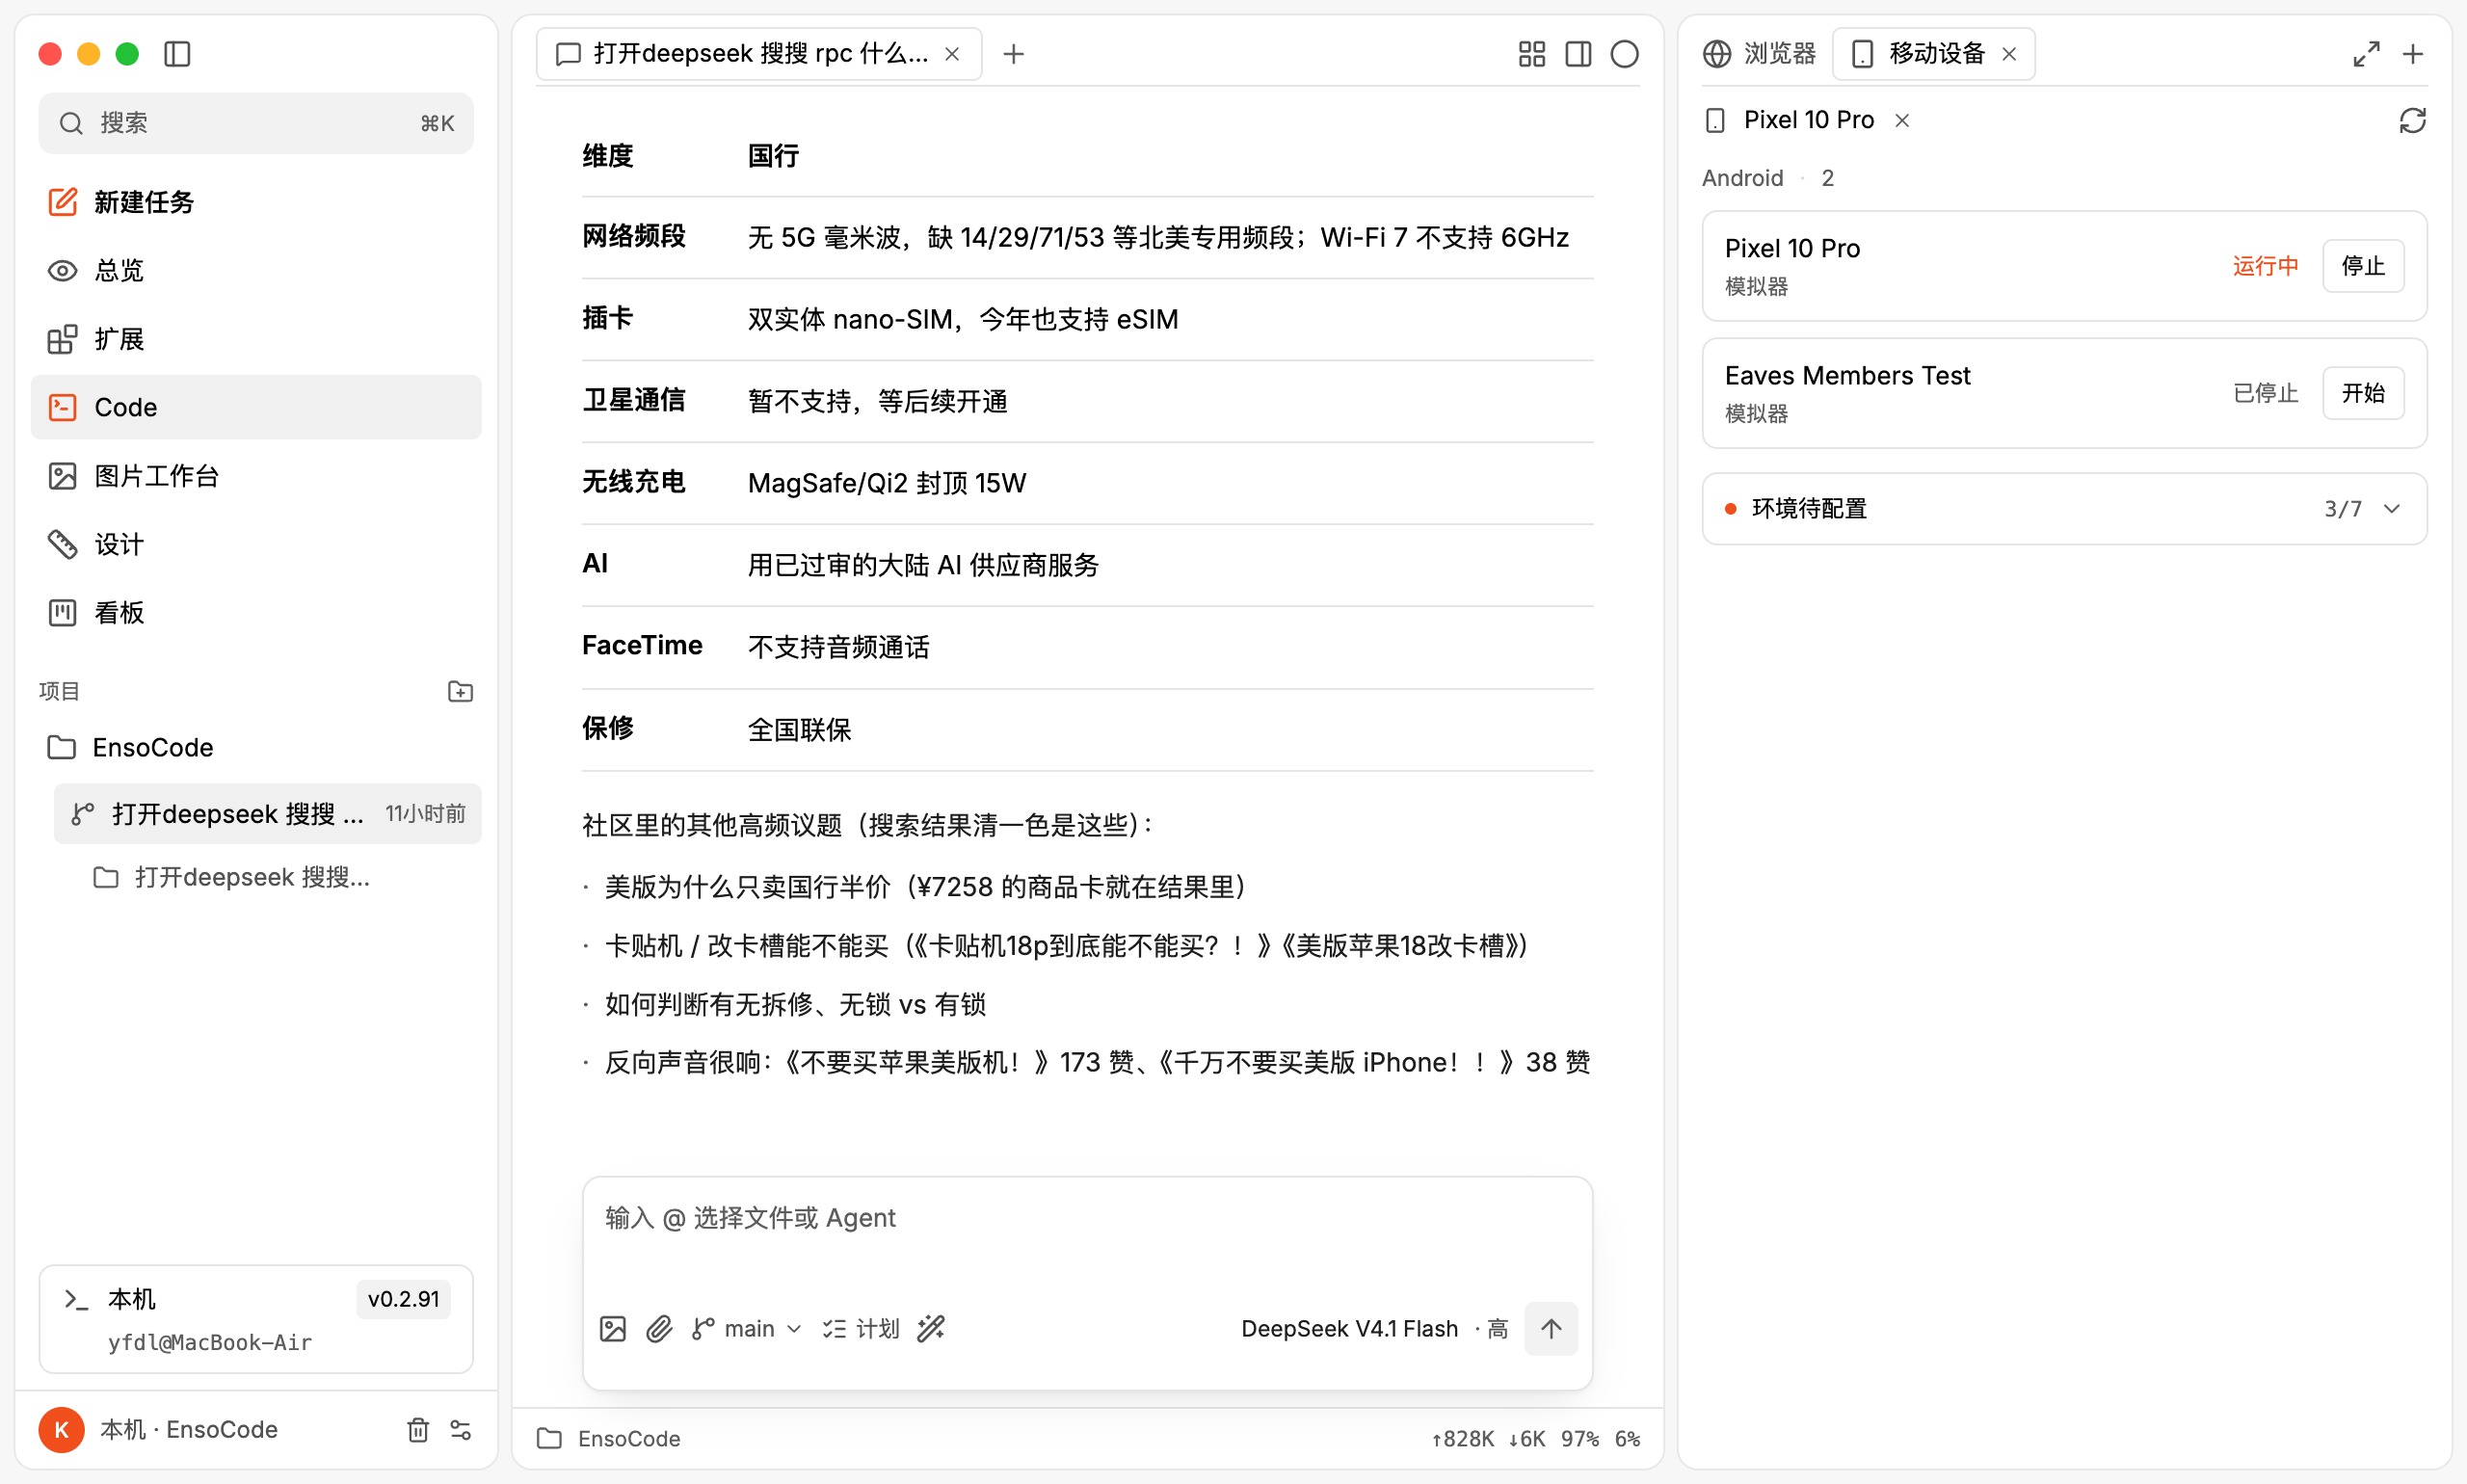 搜索 ⌘K
新建任务
总览
扩展
Code
图片工作台
设计
看板
项目
EnsoCode
打开deepseek 搜搜 ... 11小时前
打开deepseek 搜搜...
本机 v0.2.91
yfdl@MacBook-Air
K 本机 · EnsoCode
打开deepseek 搜搜 rpc 什么...
维度 国行
网络频段 无 5G 毫米波，缺 14/29/71/53 等北美专用频段；Wi-Fi 7 不支持 6GHz
插卡 双实体 nano-SIM，今年也支持 eSIM
卫星通信 暂不支持，等后续开通
无线充电 MagSafe/Qi2 封顶 15W
AI 用已过审的大陆 AI 供应商服务
FaceTime 不支持音频通话
保修 全国联保
社区里的其他高频议题（搜索结果清一色是这些）：
· 美版为什么只卖国行半价（¥7258 的商品卡就在结果里）
· 卡贴机 / 改卡槽能不能买（《卡贴机18p到底能不能买？！》《美版苹果18改卡槽》）
· 如何判断有无拆修、无锁 vs 有锁
· 反向声音很响：《不要买苹果美版机！》173 赞、《千万不要买美版 iPhone！！》38 赞
输入 @ 选择文件或 Agent
main 计划 DeepSeek V4.1 Flash · 高
EnsoCode ↑828K ↓6K 97% 6%
浏览器 移动设备
Pixel 10 Pro
Android · 2
Pixel 10 Pro
模拟器
运行中 停止
Eaves Members Test
模拟器
已停止 开始
环境待配置 3/7